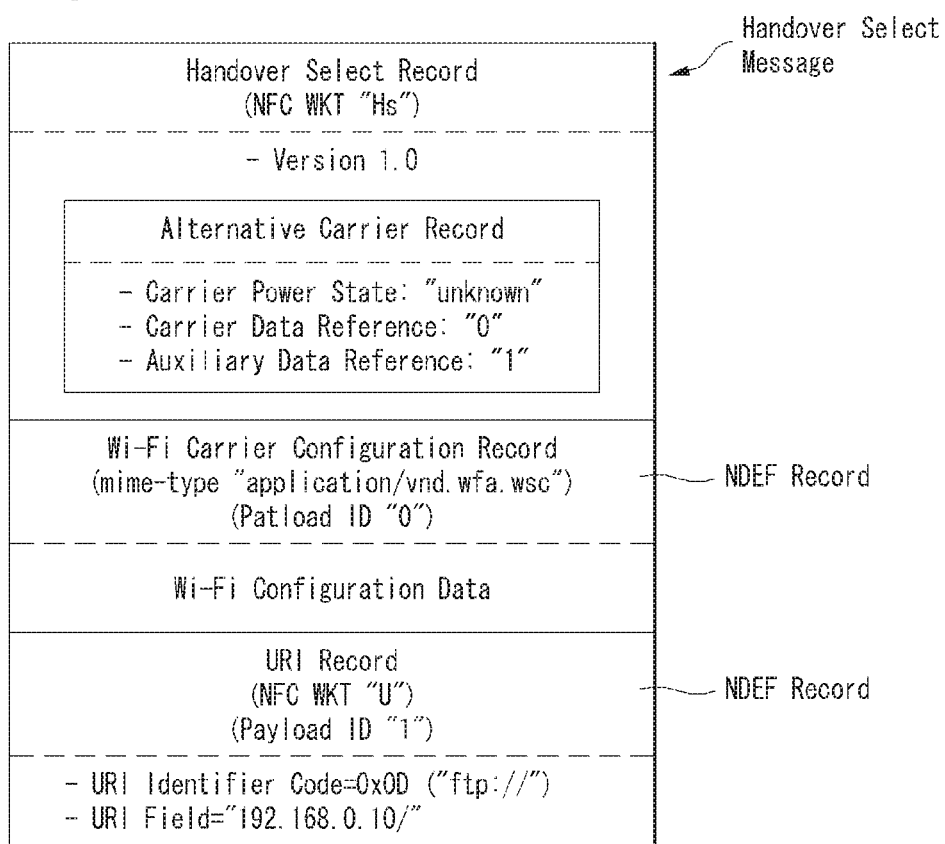 Handover Select
Message
Handover Select Record
(NFC WKT "Hs")
- Version 1.0
Alternative Carrier Record
- Carrier Power State: "unknown"
- Carrier Data Reference: "0"
- Auxiliary Data Reference: "1"
Wi-Fi Carrier Configuration Record
(mime-type "application/vnd.wfa.wsc")
(Patload ID "0")
NDEF Record
Wi-Fi Configuration Data
URI Record
(NFC WKT "U")
(Payload ID "1")
NDEF Record
- URI Identifier Code=0x0D ("ftp://")
- URI Field="192.168.0.10/"